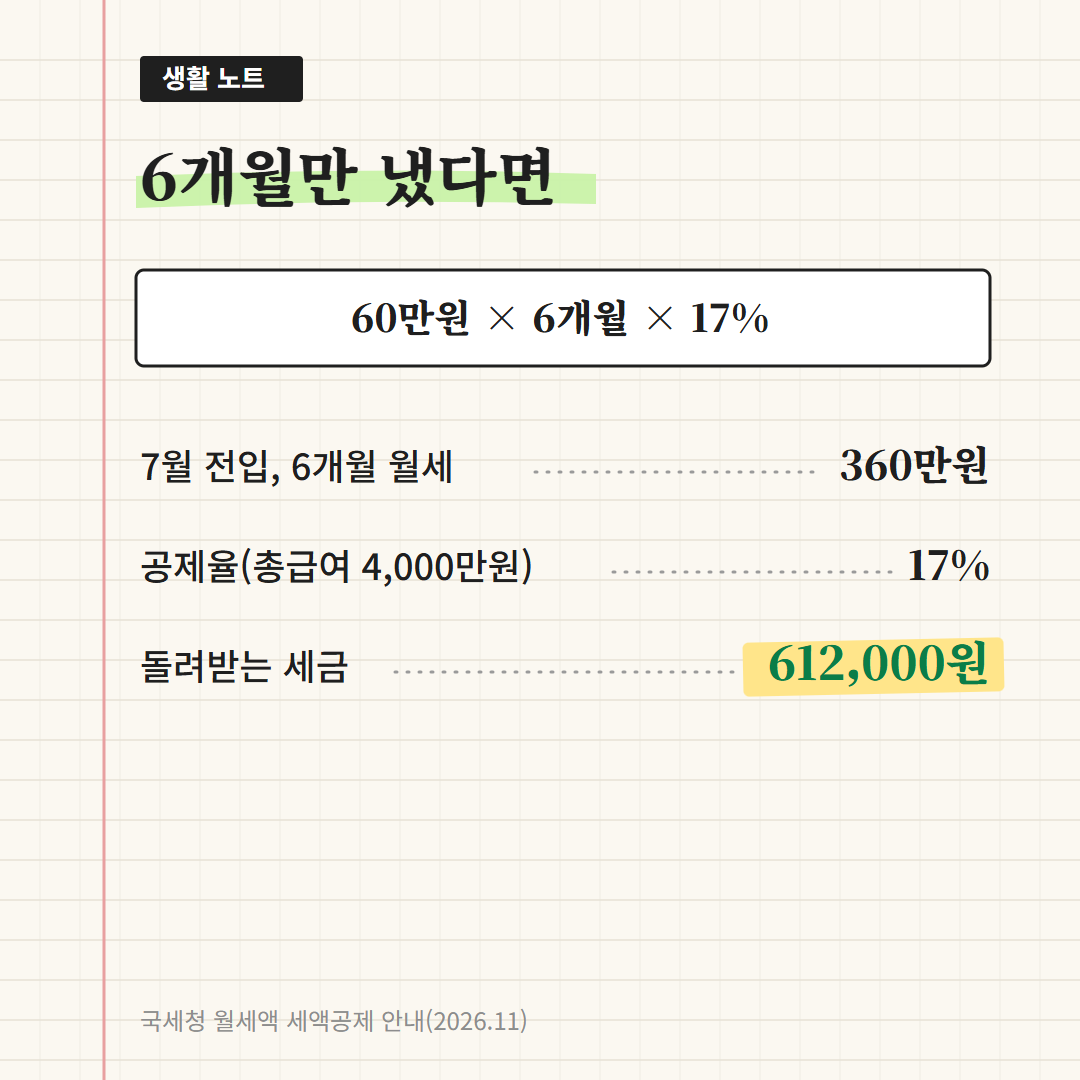 생활 노트
6개월만 냈다면
60만원 × 6개월 × 17%
7월 전입, 6개월 월세 360만원
공제율(총급여 4,000만원) 17%
돌려받는 세금 612,000원
국세청 월세액 세액공제 안내(2026.11)